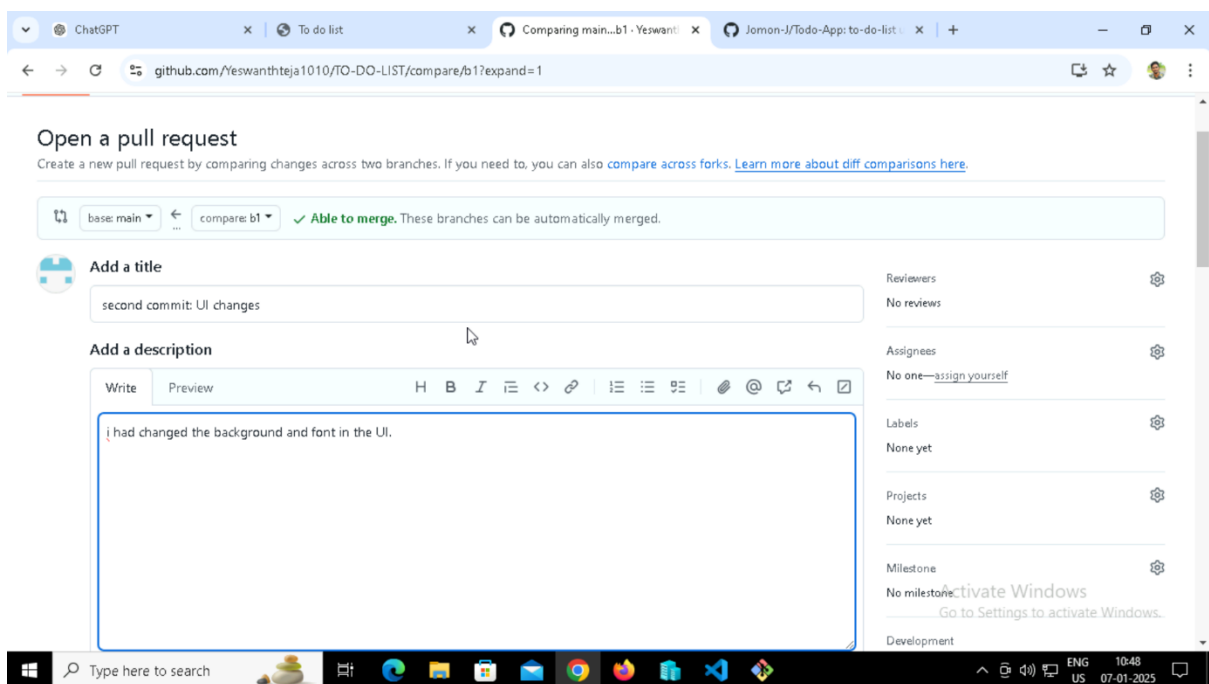 ChatGPT
To do list
Comparing main...b1 · Yeswant
Jomon-J/Todo-App: to-do-list
github.com/Yeswanthteja1010/TO-DO-LIST/compare/b1?expand=1
Open a pull request
Create a new pull request by comparing changes across two branches. If you need to, you can also compare across forks. Learn more about diff comparisons here.
base: main
...
compare: b1
Able to merge. These branches can be automatically merged.
Add a title
second commit: UI changes
Add a description
Write
Preview
i had changed the background and font in the UI.
Reviewers
No reviews
Assignees
No one—assign yourself
Labels
None yet
Projects
None yet
Milestone
No milestone
Development
Activate Windows
Go to Settings to activate Windows.
Type here to search
ENG
US
10:48
07-01-2025